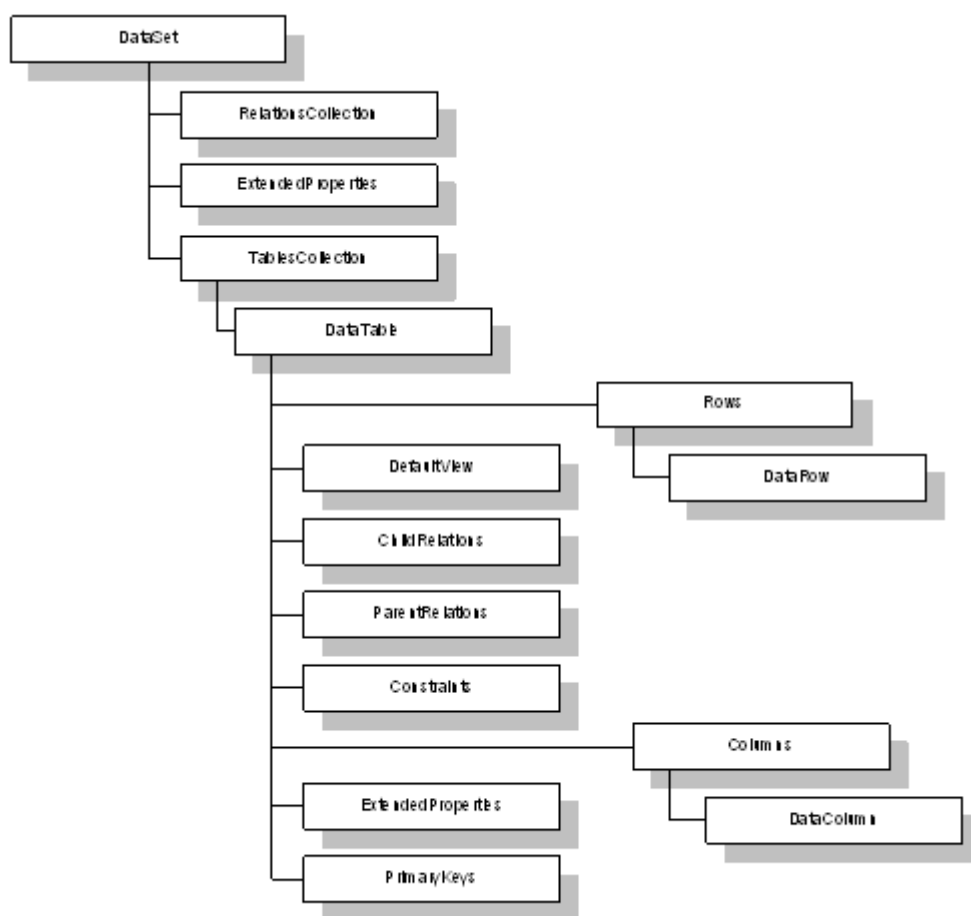 DataSet
RelationsCollection
ExtendedProperties
TablesCollection
DataTable
Rows
DefaultView
DataRow
ChildRelations
ParentRelations
Constraints
Columns
ExtendedProperties
DataColumn
PrimaryKeys